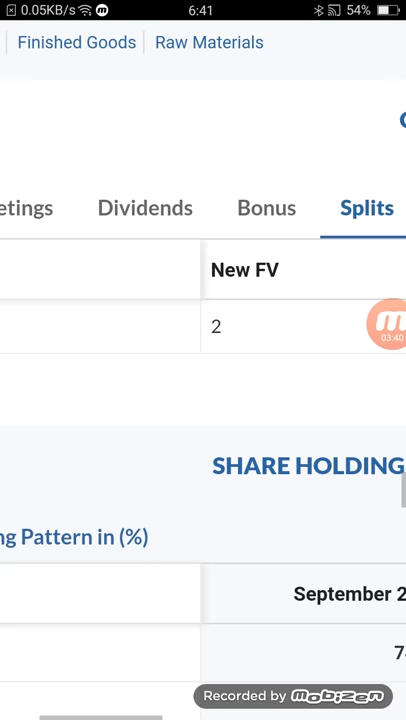 0.05KB/s 6:41 54%
Finished Goods Raw Materials
etings Dividends Bonus Splits
New FV
2
03:40
SHARE HOLDING
ng Pattern in (%)
September 2
7
Recorded by mobizen